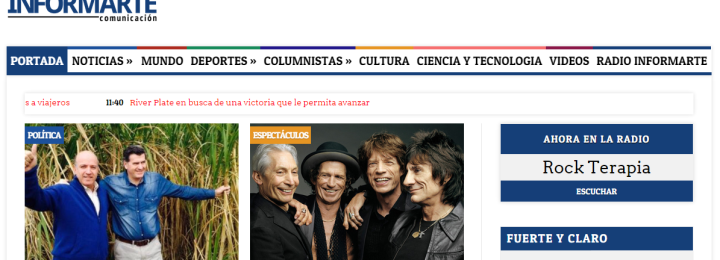 INFORMARTE
comunicación
PORTADA NOTICIAS » MUNDO DEPORTES » COLUMNISTAS » CULTURA CIENCIA Y TECNOLOGIA VIDEOS RADIO INFORMARTE
s a viajeros 11:40 River Plate en busca de una victoria que le permita avanzar
POLÍTICA ESPECTÁCULOS AHORA EN LA RADIO
Rock Terapia
ESCUCHAR
FUERTE Y CLARO